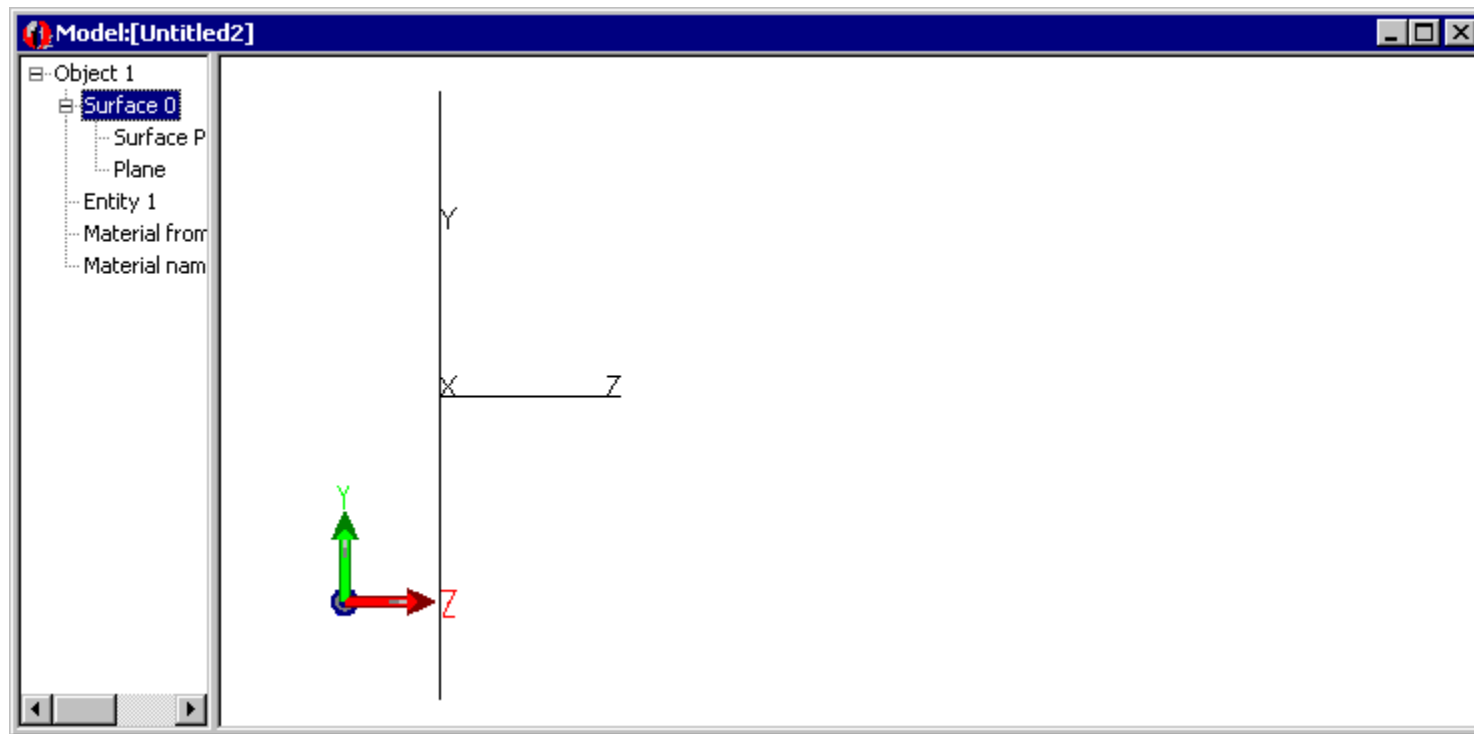 Model:[Untitled2]
Object 1
Surface 0
Surface P
Plane
Entity 1
Material from
Material nam
Y
X Z
Y
Z